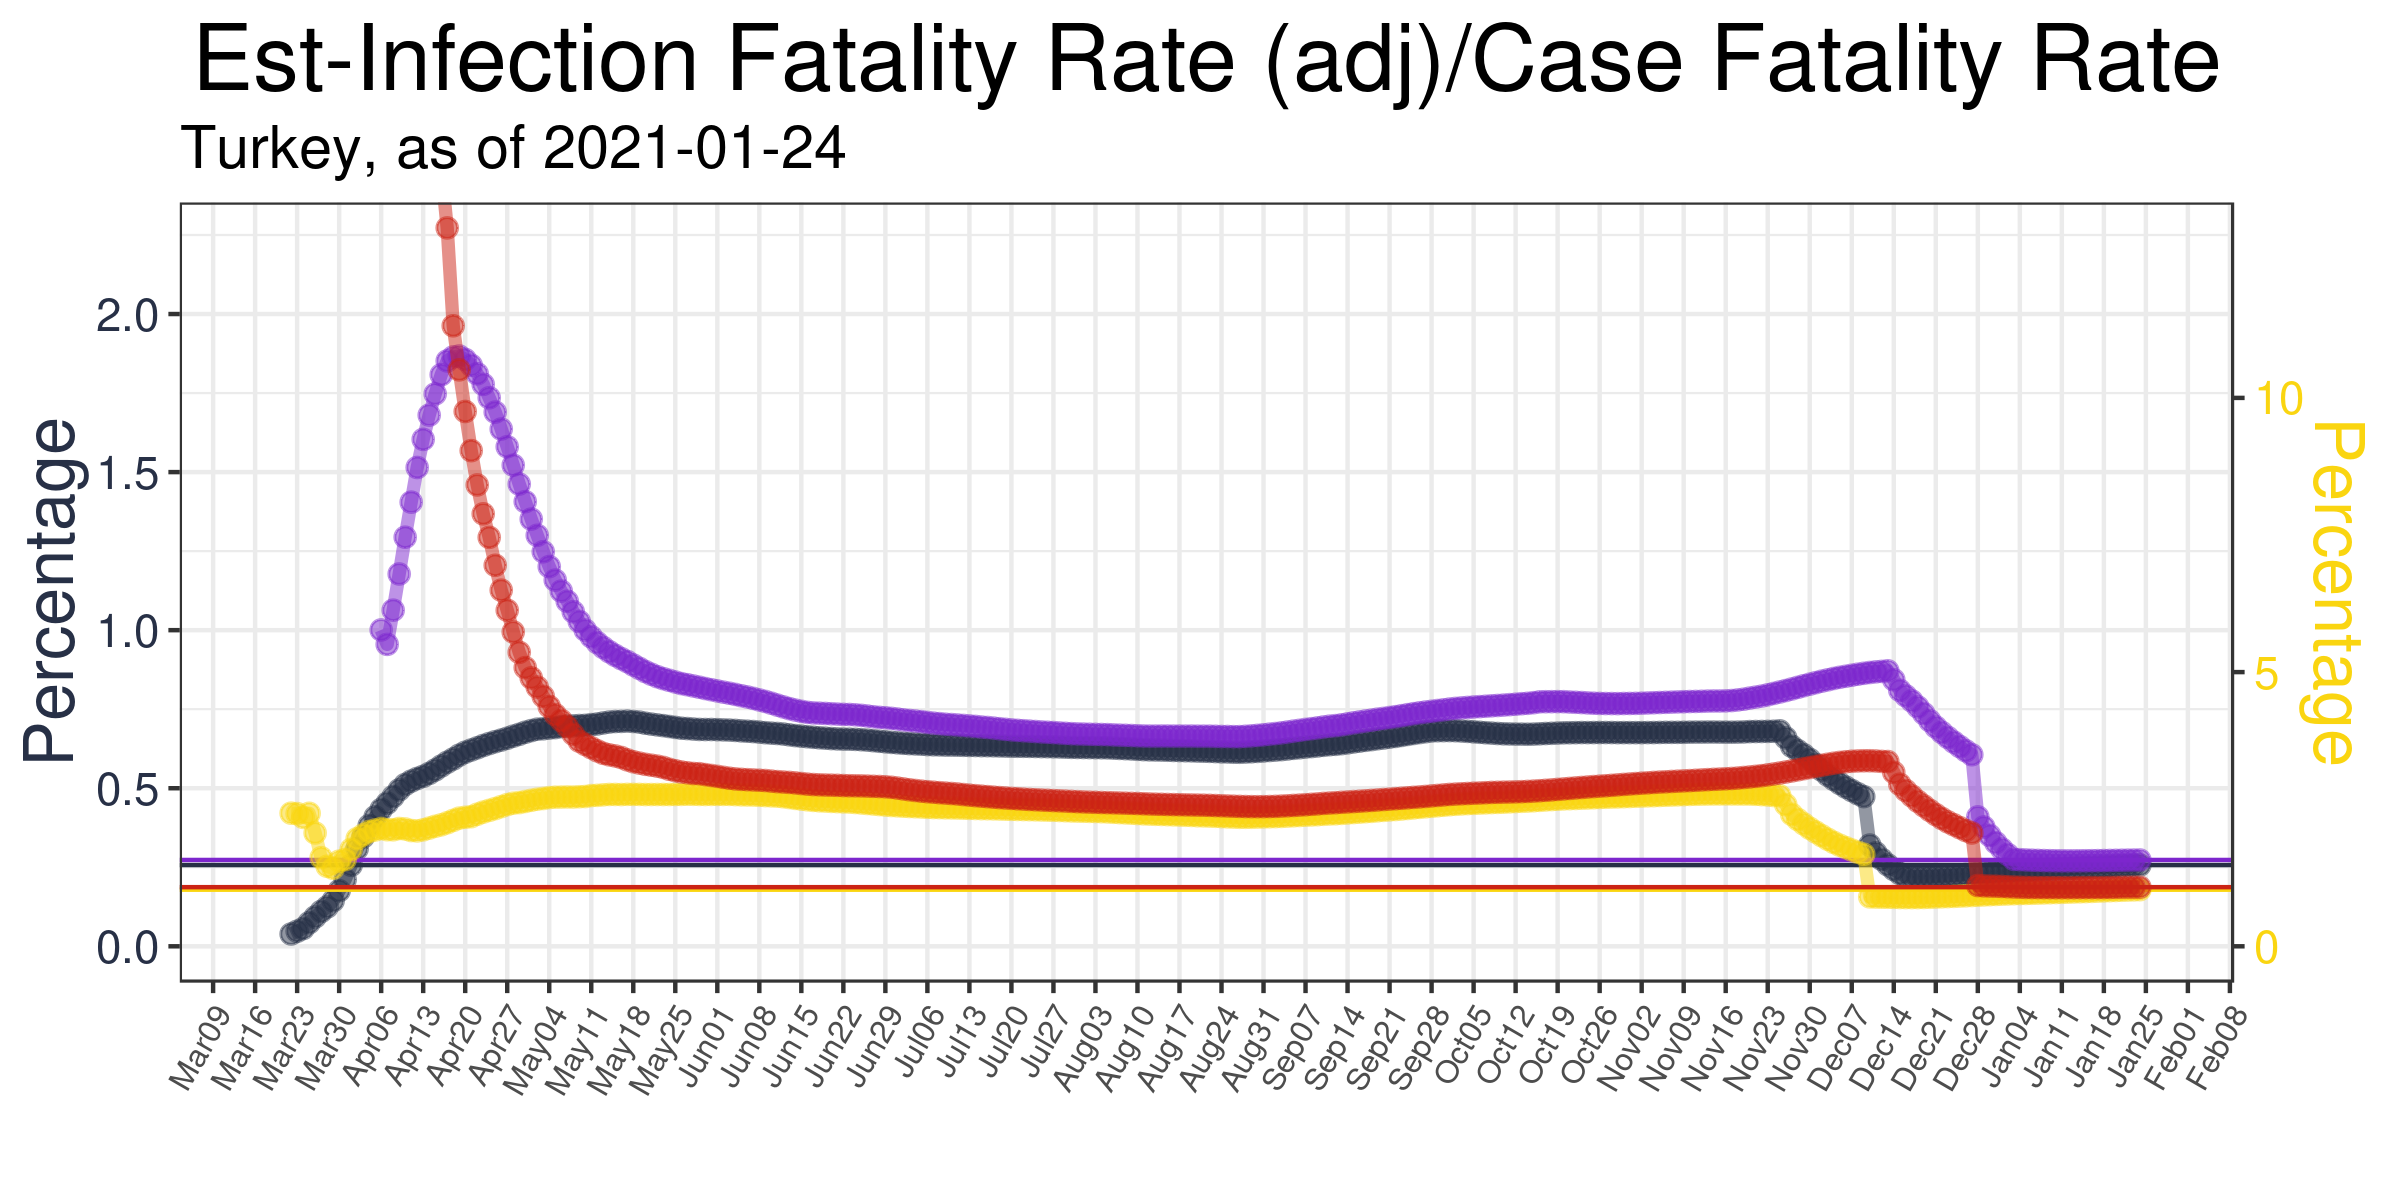 Est-Infection Fatality Rate (adj)/Case Fatality Rate
Turkey, as of 2021-01-24
Percentage
2.0
1.5
1.0
0.5
0.0
10
5
0
Percentage
Mar09
Mar16
Mar23
Mar30
Apr06
Apr13
Apr20
Apr27
May04
May11
May18
May25
Jun01
Jun08
Jun15
Jun22
Jun29
Jul06
Jul13
Jul20
Jul27
Aug03
Aug10
Aug17
Aug24
Aug31
Sep07
Sep14
Sep21
Sep28
Oct05
Oct12
Oct19
Oct26
Nov02
Nov09
Nov16
Nov23
Nov30
Dec07
Dec14
Dec21
Dec28
Jan04
Jan11
Jan18
Jan25
Feb01
Feb08